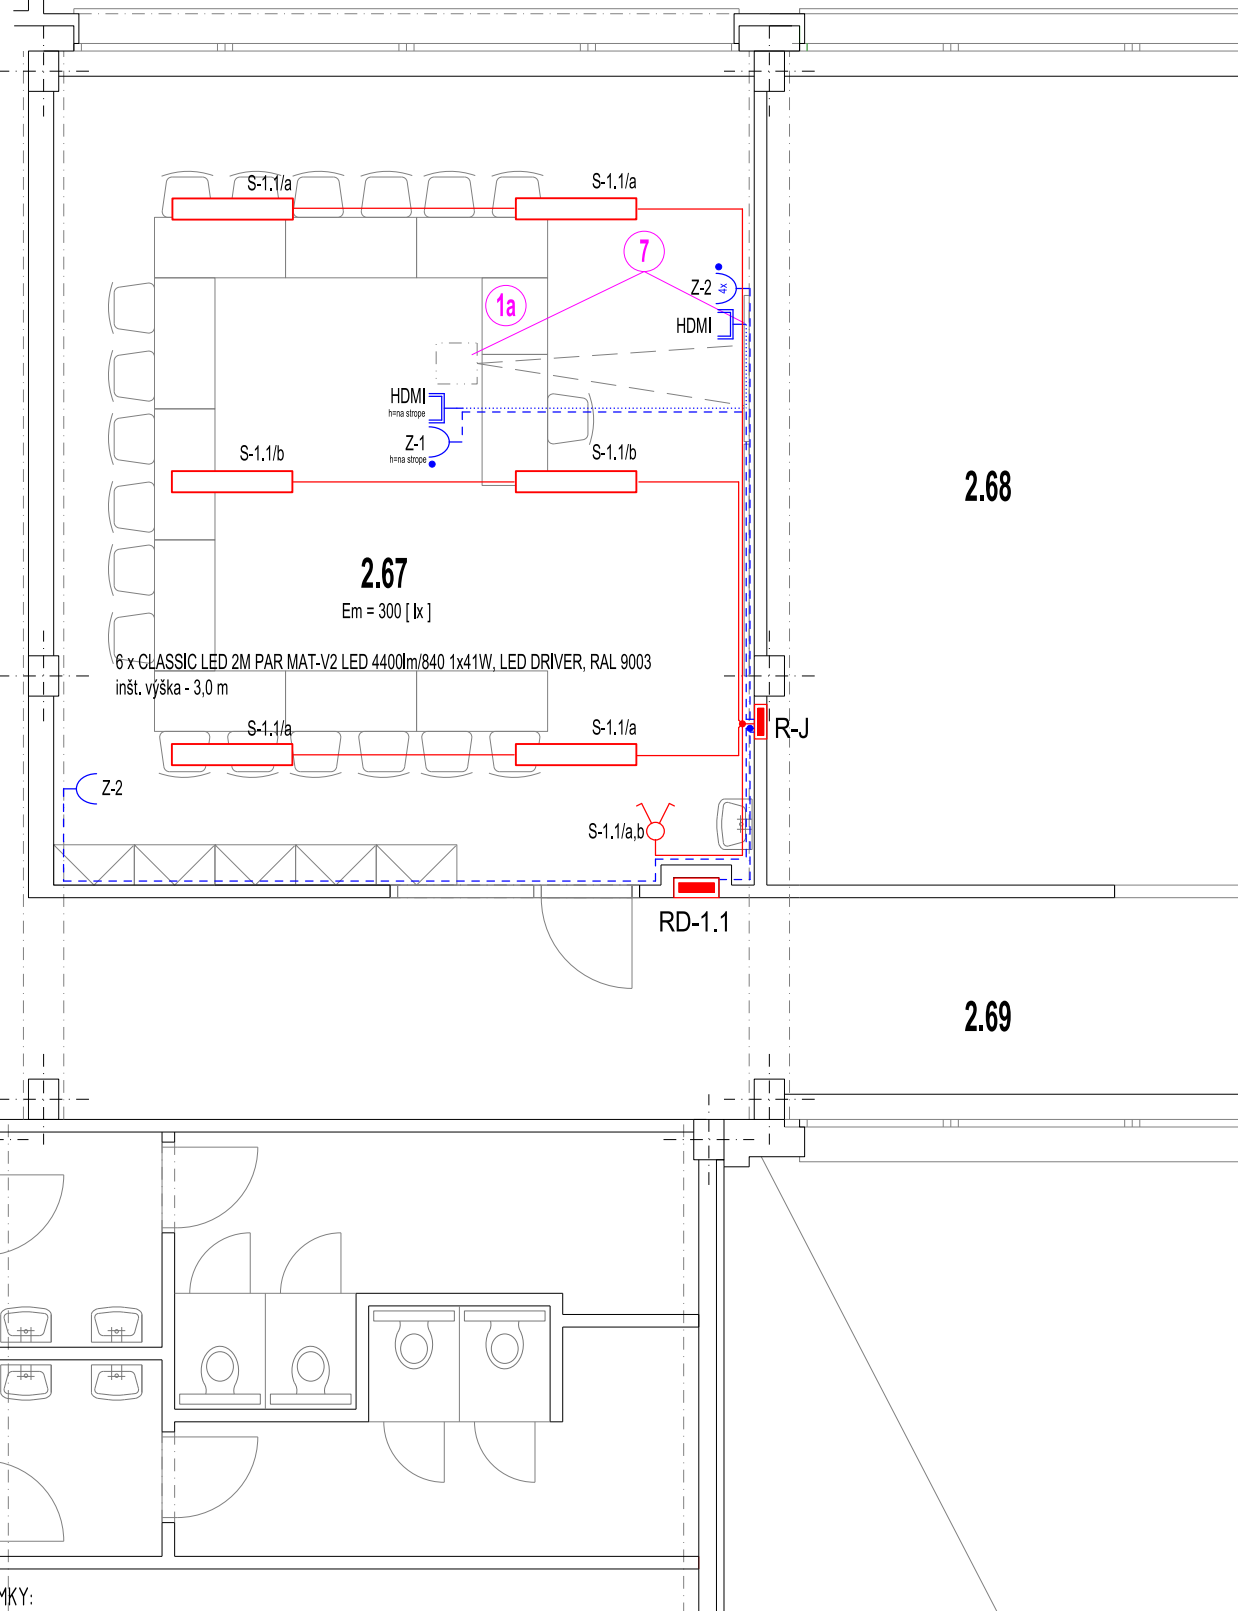 S-1.1/a
S-1.1/a
7
Z-2
4x
1a
HDMI
HDMI
h=na strope
Z-1
h=na strope
S-1.1/b
S-1.1/b
2.68
2.67
Em = 300 [ lx ]
6 x CLASSIC LED 2M PAR MAT-V2 LED 4400lm/840 1x41W, LED DRIVER, RAL 9003
inšt. výška - 3,0 m
S-1.1/a
S-1.1/a
R-J
Z-2
S-1.1/a,b
RD-1.1
2.69
MKY: